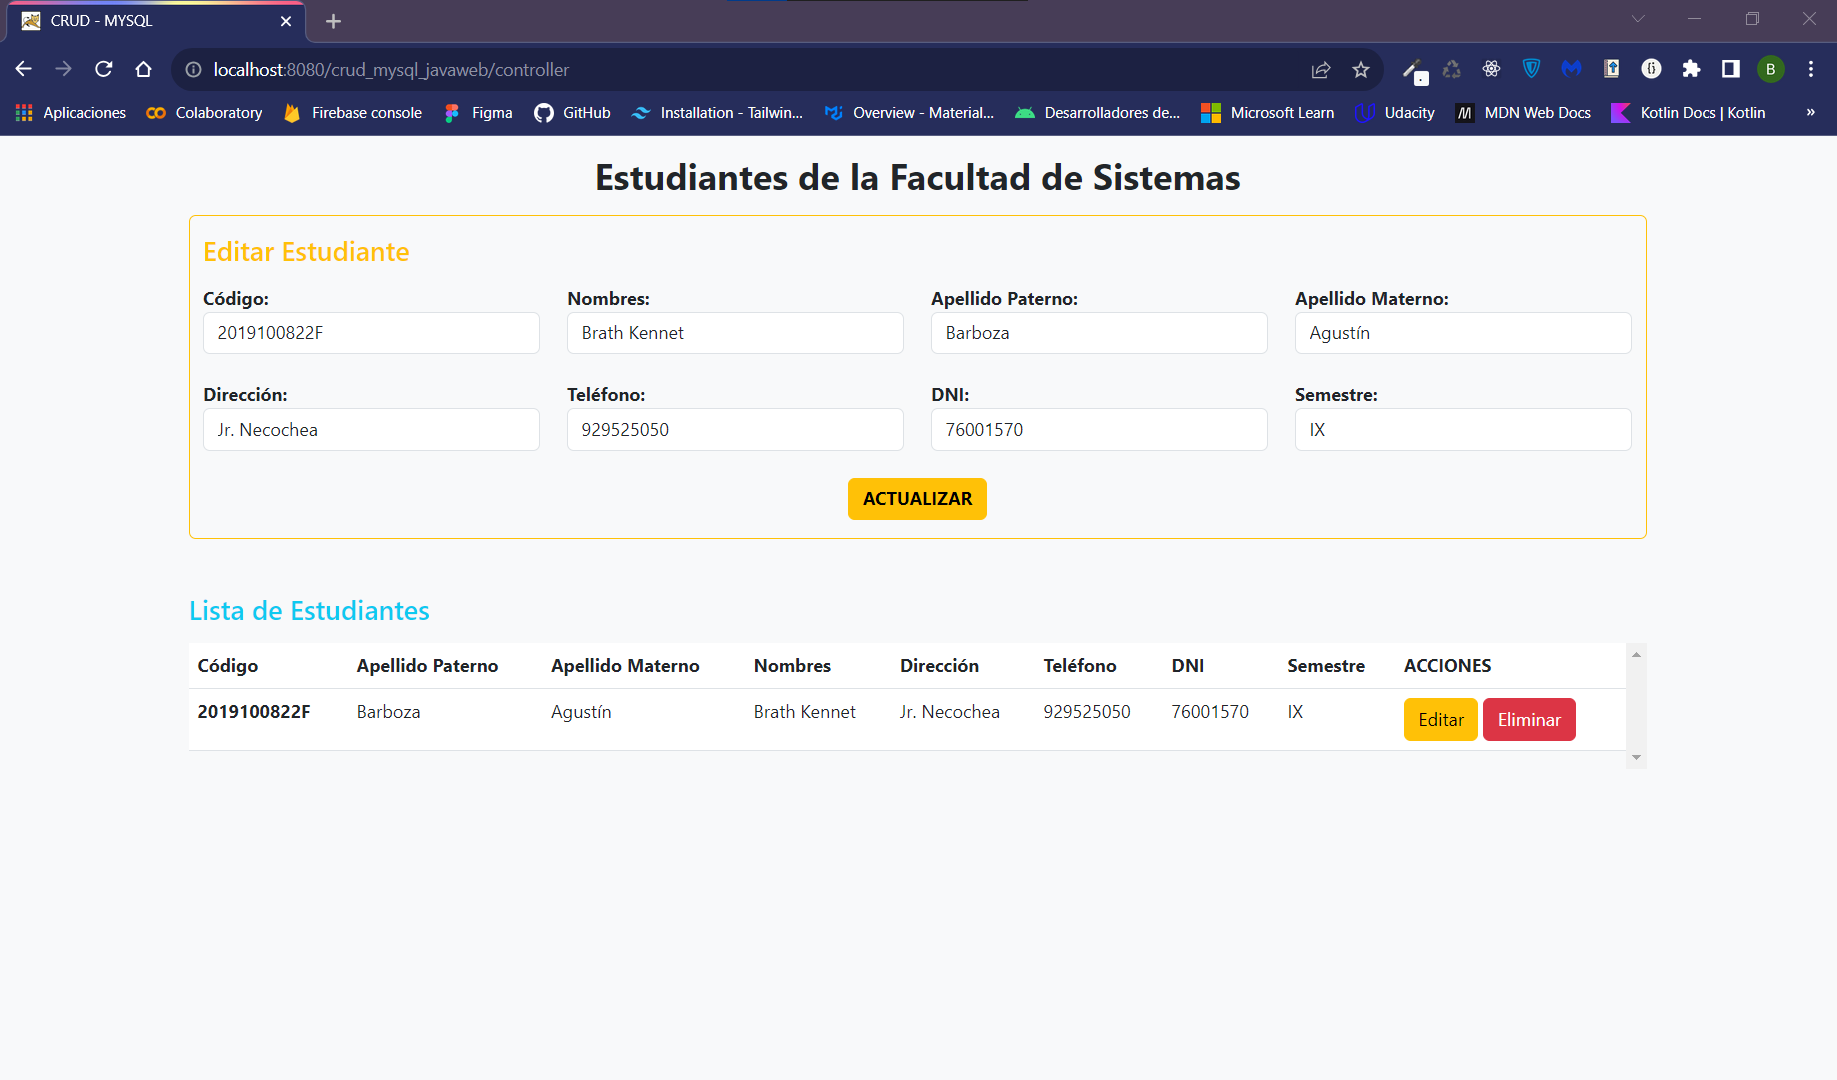 CRUD - MYSQL
localhost:8080/crud_mysql_javaweb/controller
B
Aplicaciones Colaboratory Firebase console Figma GitHub Installation - Tailwin... Overview - Material... Desarrolladores de... Microsoft Learn Udacity MDN Web Docs Kotlin Docs | Kotlin »
Estudiantes de la Facultad de Sistemas
Editar Estudiante
Código: Nombres: Apellido Paterno: Apellido Materno:
2019100822F Brath Kennet Barboza Agustín
Dirección: Teléfono: DNI: Semestre:
Jr. Necochea 929525050 76001570 IX
ACTUALIZAR
Lista de Estudiantes
Código Apellido Paterno Apellido Materno Nombres Dirección Teléfono DNI Semestre ACCIONES
2019100822F Barboza Agustín Brath Kennet Jr. Necochea 929525050 76001570 IX Editar Eliminar